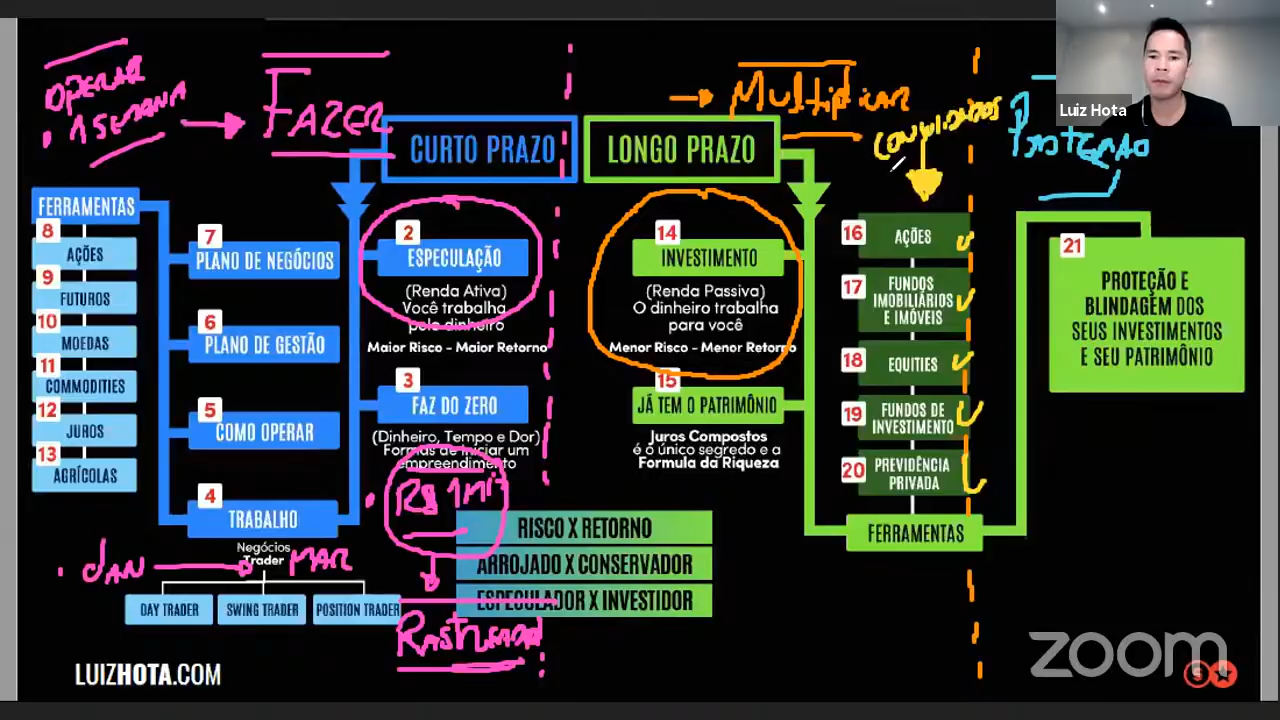 OPERAR
• 1 SEMANA
FAZER
CURTO PRAZO
LONGO PRAZO
Multiplicar
CONSOLIDADOS
PROTEÇÃO
Luiz Hota
FERRAMENTAS
8
AÇÕES
9
FUTUROS
10
MOEDAS
11
COMMODITIES
12
JUROS
13
AGRÍCOLAS
7
PLANO DE NEGÓCIOS
6
PLANO DE GESTÃO
5
COMO OPERAR
4
TRABALHO
Negócios
Trader
• JAN
MAR
DAY TRADER
SWING TRADER
POSITION TRADER
2
ESPECULAÇÃO
(Renda Ativa)
Você trabalha
pelo dinheiro
Maior Risco - Maior Retorno
3
FAZ DO ZERO
(Dinheiro, Tempo e Dor)
Formas de iniciar um
empreendimento
• R$ 1 Mi
RISCO X RETORNO
ARROJADO X CONSERVADOR
ESPECULADOR X INVESTIDOR
14
INVESTIMENTO
(Renda Passiva)
O dinheiro trabalha
para você
Menor Risco - Menor Retorno
15
JÁ TEM O PATRIMÔNIO
Juros Compostos
é o único segredo e a
Formula da Riqueza
16
AÇÕES
17
FUNDOS
IMOBILIÁRIOS
E IMÓVEIS
18
EQUITIES
19
FUNDOS DE
INVESTIMENTO
20
PREVIDÊNCIA
PRIVADA
FERRAMENTAS
21
PROTEÇÃO E
BLINDAGEM DOS
SEUS INVESTIMENTOS
E SEU PATRIMÔNIO
LUIZHOTA.COM
zoom